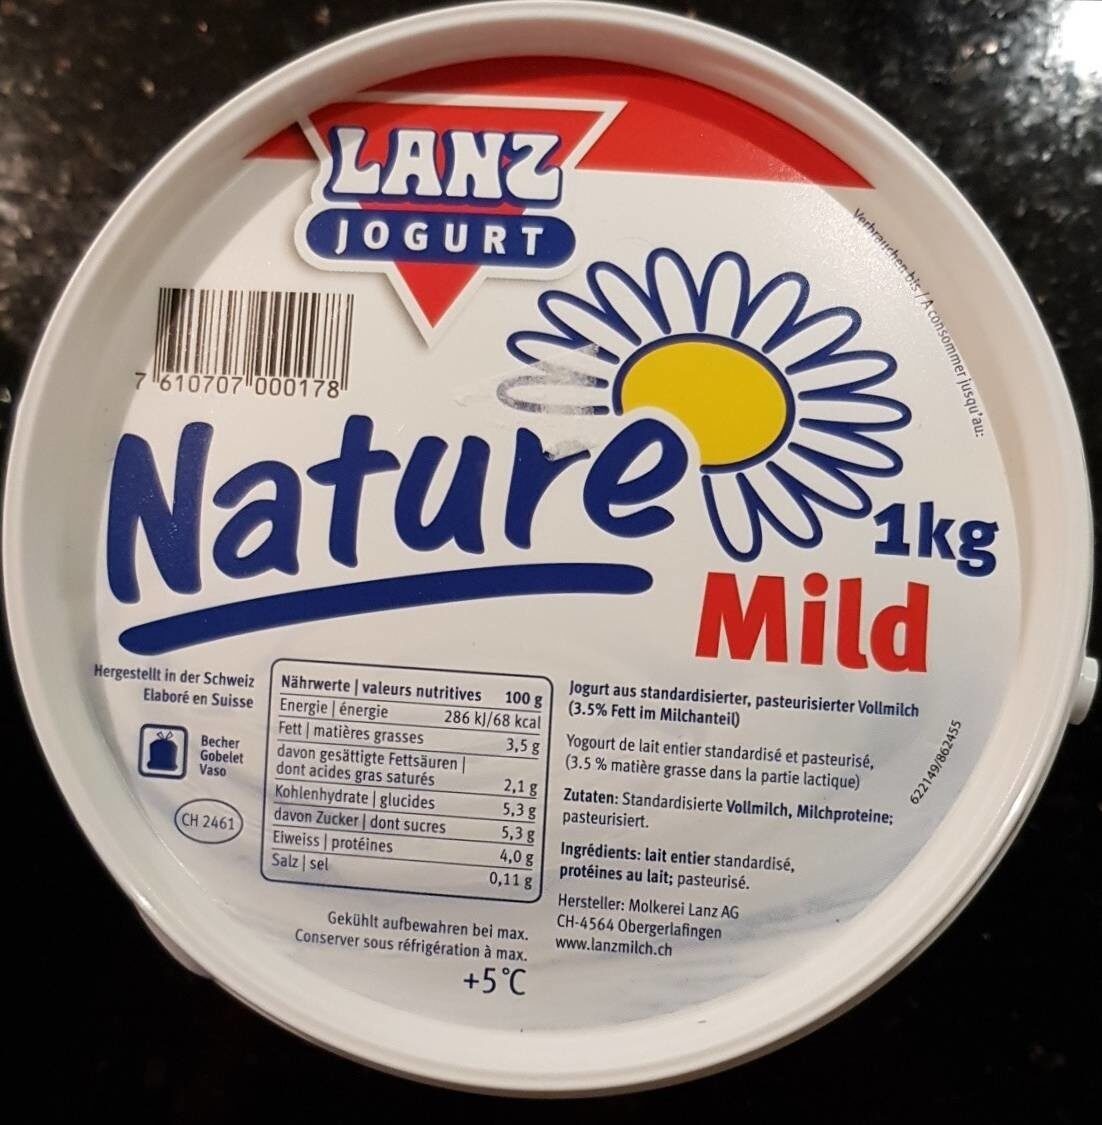 LANZ
JOGURT
Verbrauchen bis / A consommer jusqu'au:
7 610707 000178
Nature
1kg
Mild
Hergestellt in der Schweiz
Elaboré en Suisse
Becher
Gobelet
Vaso
CH 2461
Nährwerte | valeurs nutritives 100 g
Energie | énergie 286 kJ/68 kcal
Fett | matières grasses 3,5 g
davon gesättigte Fettsäuren |
dont acides gras saturés 2,1 g
Kohlenhydrate | glucides 5,3 g
davon Zucker | dont sucres 5,3 g
Eiweiss | protéines 4,0 g
Salz | sel 0,11 g
Gekühlt aufbewahren bei max.
Conserver sous réfrigération à max.
+5°C
Jogurt aus standardisierter, pasteurisierter Vollmilch
(3.5% Fett im Milchanteil)
Yogourt de lait entier standardisé et pasteurisé,
(3.5 % matière grasse dans la partie lactique)
Zutaten: Standardisierte Vollmilch, Milchproteine;
pasteurisiert.
Ingrédients: lait entier standardisé,
protéines au lait; pasteurisé.
Hersteller: Molkerei Lanz AG
CH-4564 Obergerlafingen
www.lanzmilch.ch
622149/862455